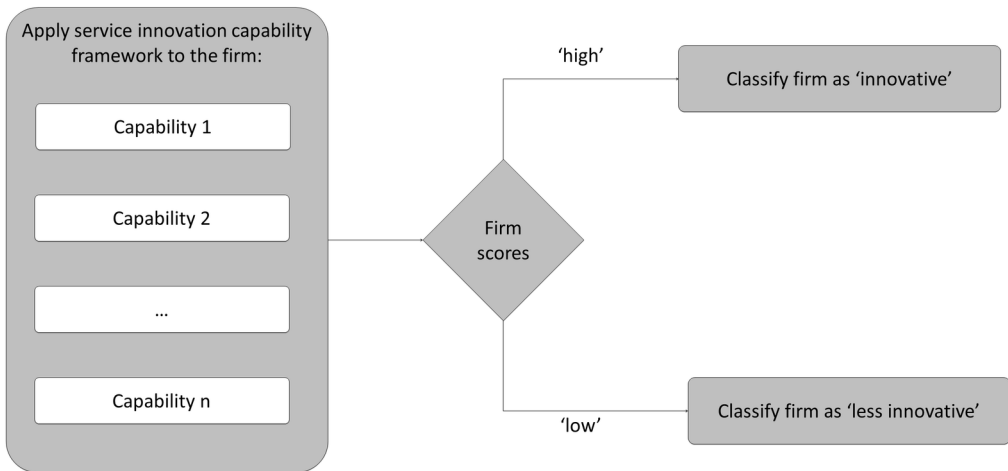 Apply service innovation capability
framework to the firm:
Capability 1
Capability 2
...
Capability n
Firm
scores
‘high’
Classify firm as ‘innovative’
‘low’
Classify firm as ‘less innovative’